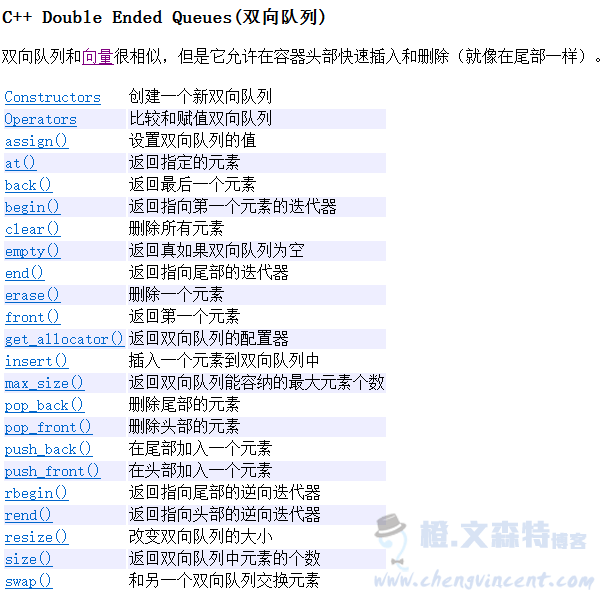 C++ Double Ended Queues(双向队列)
双向队列和向量很相似，但是它允许在容器头部快速插入和删除（就像在尾部一样）。
Constructors 创建一个新双向队列
Operators 比较和赋值双向队列
assign() 设置双向队列的值
at() 返回指定的元素
back() 返回最后一个元素
begin() 返回指向第一个元素的迭代器
clear() 删除所有元素
empty() 返回真如果双向队列为空
end() 返回指向尾部的迭代器
erase() 删除一个元素
front() 返回第一个元素
get_allocator() 返回双向队列的配置器
insert() 插入一个元素到双向队列中
max_size() 返回双向队列能容纳的最大元素个数
pop_back() 删除尾部的元素
pop_front() 删除头部的元素
push_back() 在尾部加入一个元素
push_front() 在头部加入一个元素
rbegin() 返回指向尾部的逆向迭代器
rend() 返回指向头部的逆向迭代器
resize() 改变双向队列的大小
size() 返回双向队列中元素的个数
swap() 和另一个双向队列交换元素
橙.文森特博客
www.chengvincent.com